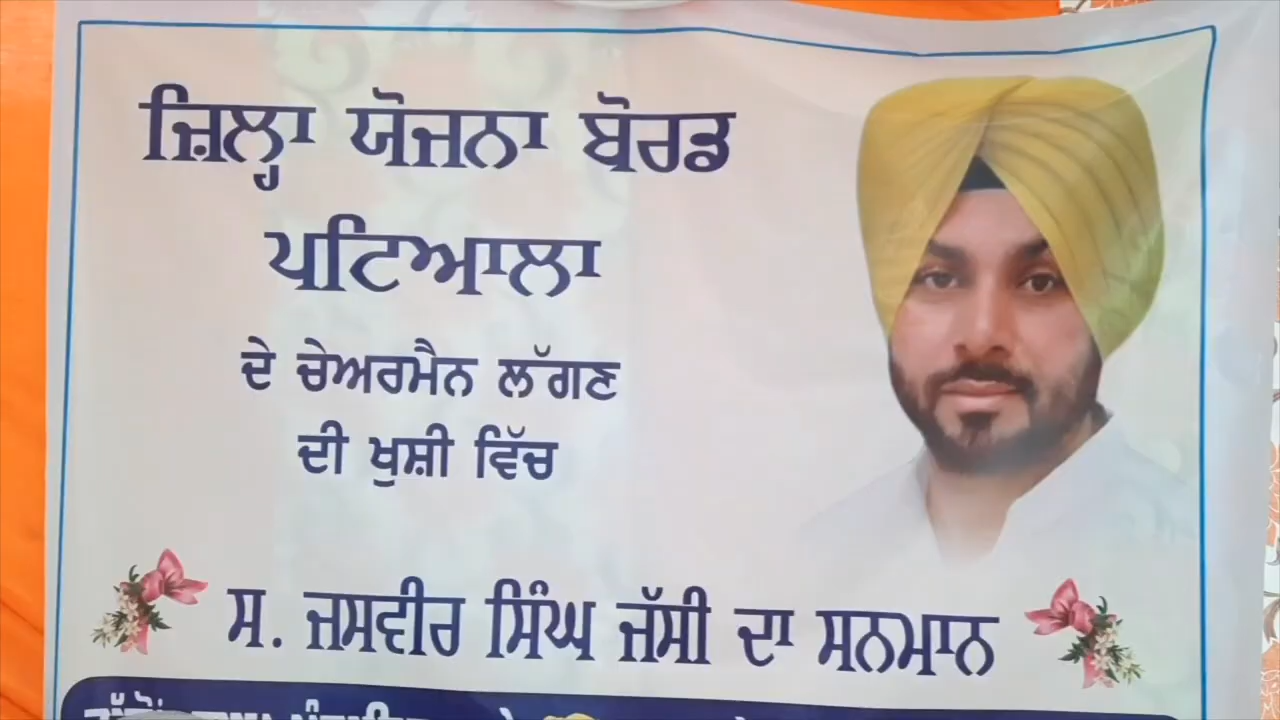 ਜ਼ਿਲ੍ਹਾ ਯੋਜਨਾ ਬੋਰਡ
ਪਟਿਆਲਾ
ਦੇ ਚੇਅਰਮੈਨ ਲੱਗਣ
ਦੀ ਖੁਸ਼ੀ ਵਿੱਚ
ਸ. ਜਸਵੀਰ ਸਿੰਘ ਜੱਸੀ ਦਾ ਸਨਮਾਨ